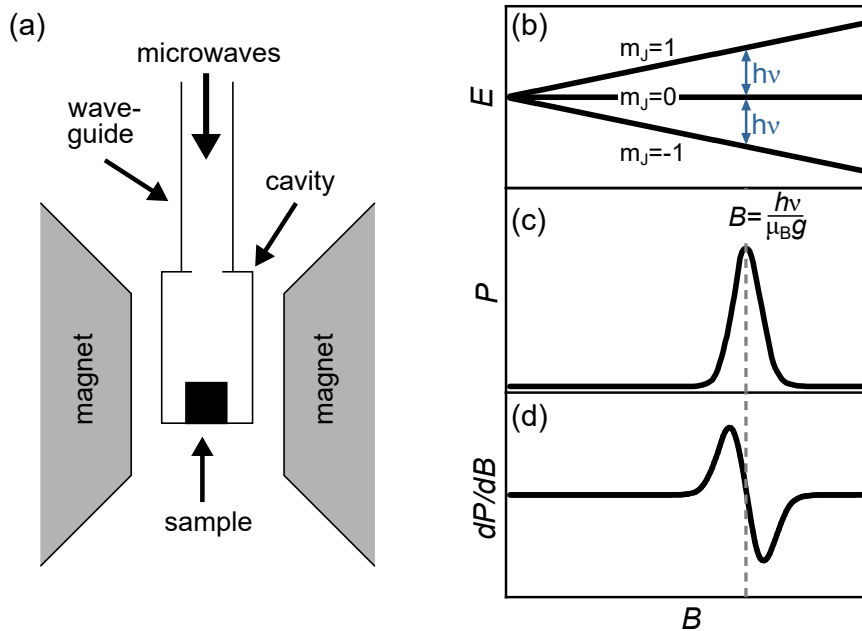 (a)
microwaves
wave-
guide
cavity
magnet
magnet
sample
(b)
E
m_J=1
hν
m_J=0
hν
m_J=-1
(c)
B=hν/μ_Bg
P
(d)
dP/dB
B